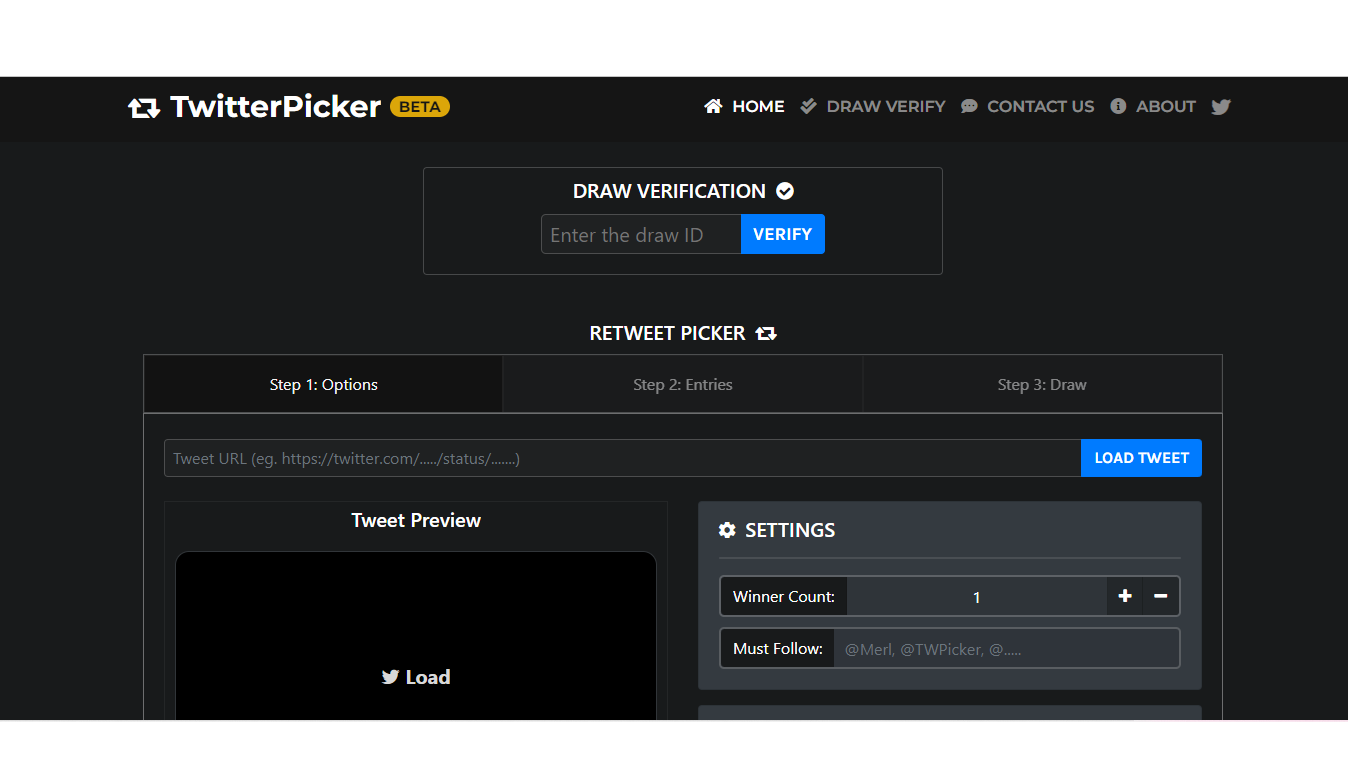 TwitterPicker BETA HOME DRAW VERIFY CONTACT US ABOUT
DRAW VERIFICATION
Enter the draw ID VERIFY
RETWEET PICKER
Step 1: Options Step 2: Entries Step 3: Draw
Tweet URL (eg. https://twitter.com/...../status/.......) LOAD TWEET
Tweet Preview
SETTINGS
Winner Count: 1
Must Follow: @Merl, @TWPicker, @.....
Load